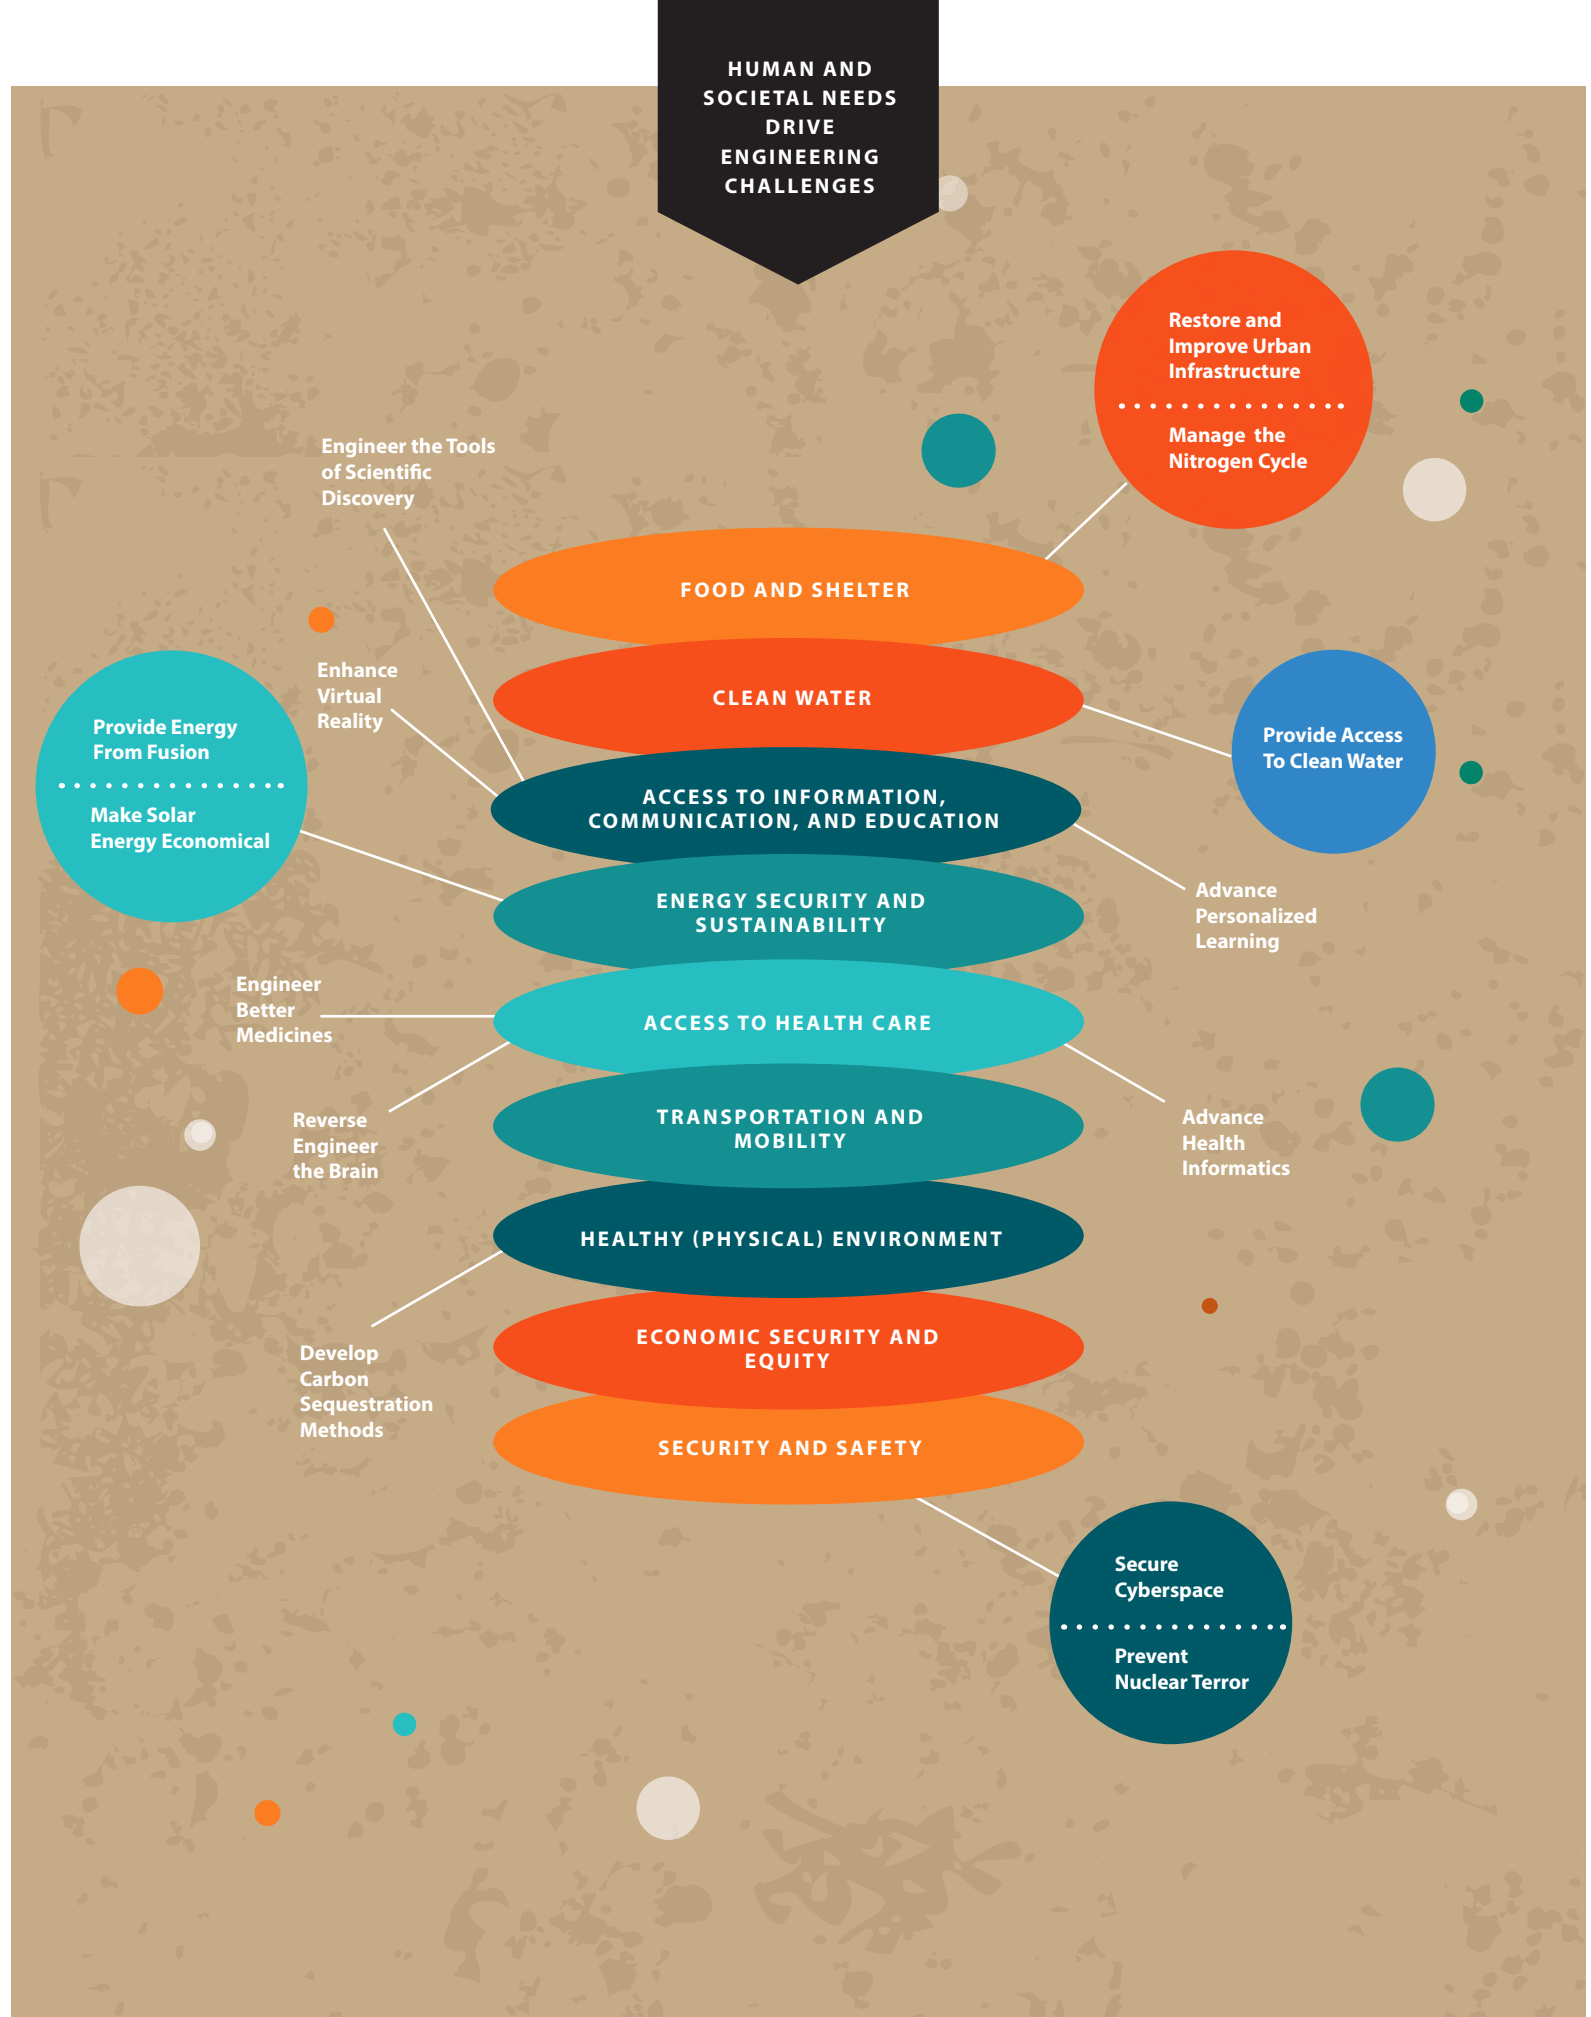 HUMAN AND
SOCIETAL NEEDS
DRIVE
ENGINEERING
CHALLENGES
Restore and
Improve Urban
Infrastructure
Manage the
Nitrogen Cycle
Engineer the Tools
of Scientific
Discovery
FOOD AND SHELTER
Enhance
Virtual
Reality
CLEAN WATER
Provide Energy
From Fusion
Make Solar
Energy Economical
Provide Access
To Clean Water
ACCESS TO INFORMATION,
COMMUNICATION, AND EDUCATION
ENERGY SECURITY AND
SUSTAINABILITY
Advance
Personalized
Learning
Engineer
Better
Medicines
ACCESS TO HEALTH CARE
Reverse
Engineer
the Brain
TRANSPORTATION AND
MOBILITY
Advance
Health
Informatics
HEALTHY (PHYSICAL) ENVIRONMENT
Develop
Carbon
Sequestration
Methods
ECONOMIC SECURITY AND
EQUITY
SECURITY AND SAFETY
Secure
Cyberspace
Prevent
Nuclear Terror